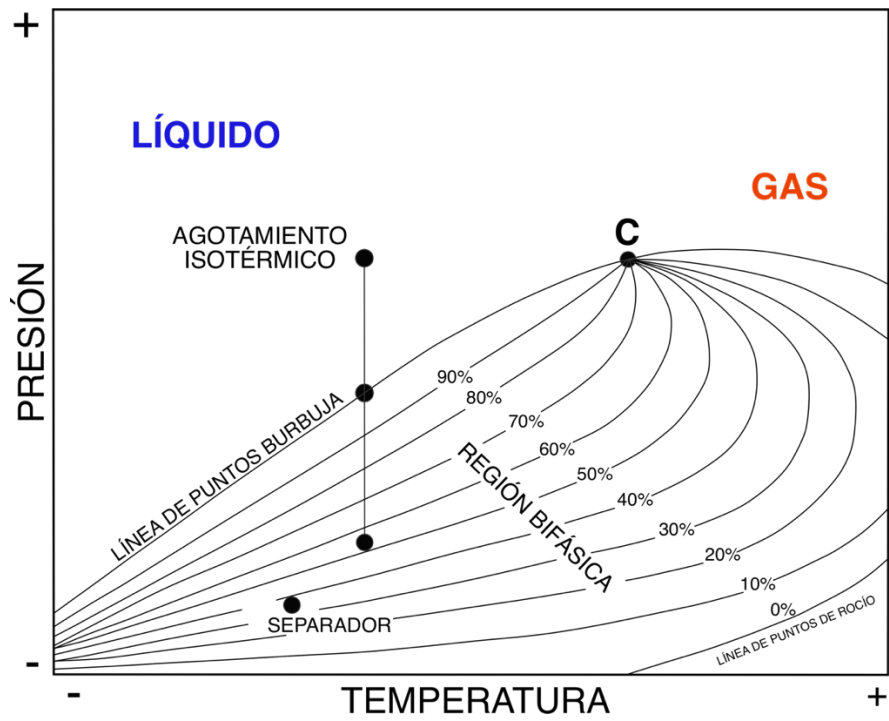 +
LÍQUIDO
GAS
AGOTAMIENTO
ISOTÉRMICO
C
PRESIÓN
LÍNEA DE PUNTOS BURBUJA
90%
80%
70%
60%
50%
40%
30%
20%
10%
0%
REGIÓN BIFÁSICA
SEPARADOR
LÍNEA DE PUNTOS DE ROCÍO
-
-
TEMPERATURA
+